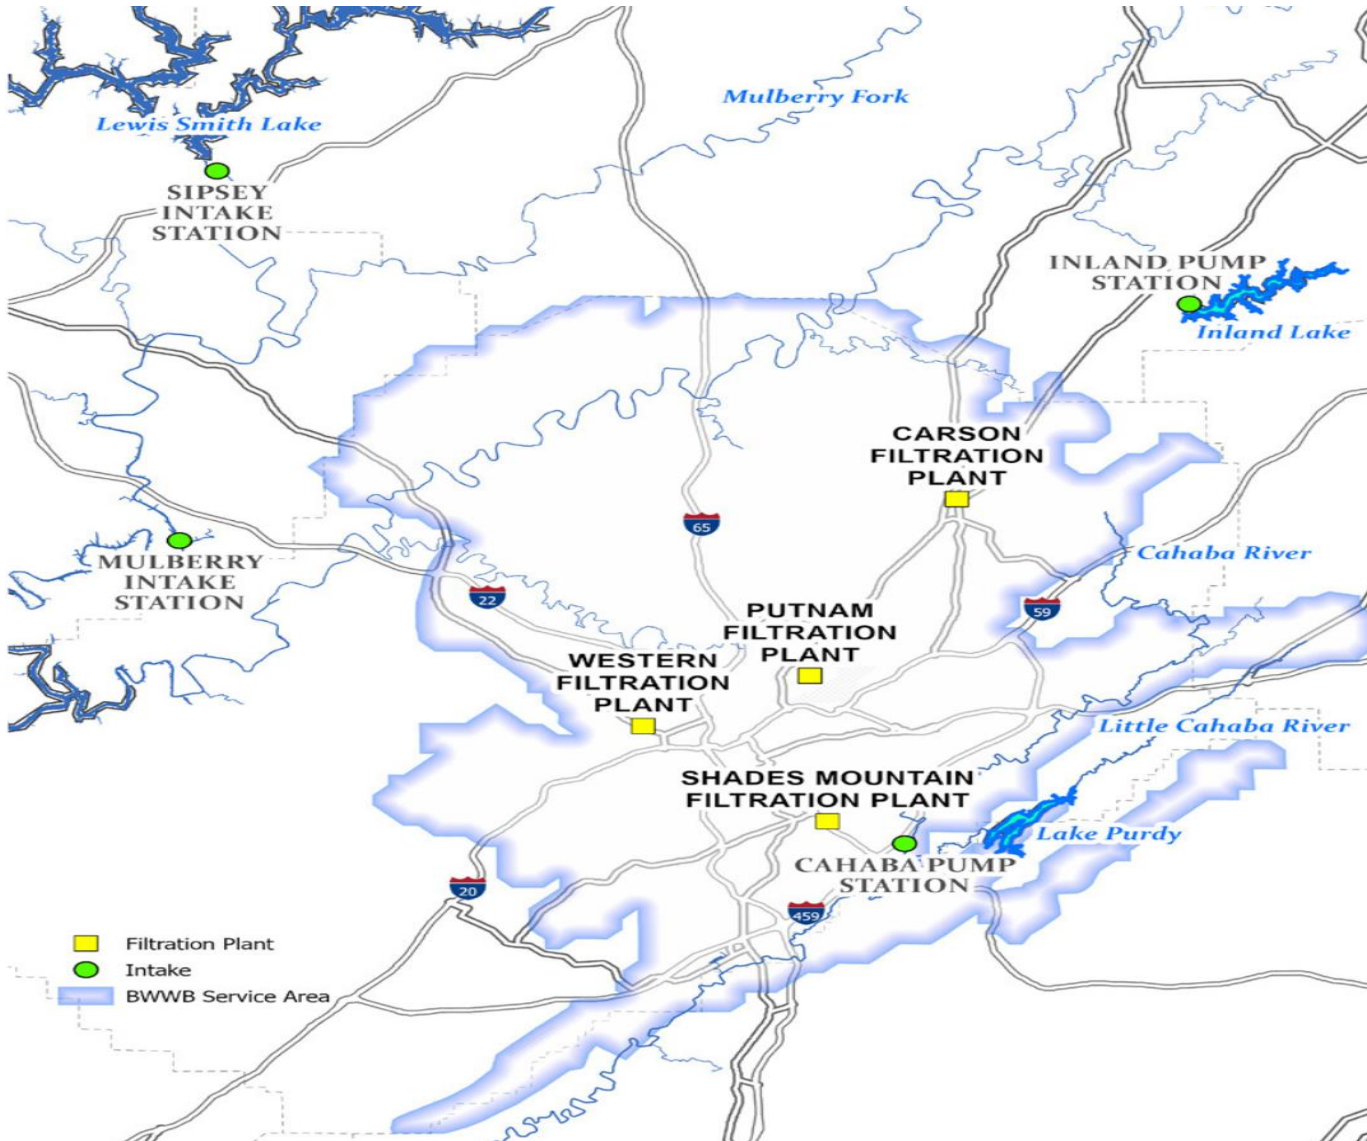 Mulberry Fork
Lewis Smith Lake
SIPSEY
INTAKE
STATION
INLAND PUMP
STATION
Inland Lake
CARSON
FILTRATION
PLANT
65
Cahaba River
MULBERRY
INTAKE
STATION
22
59
PUTNAM
FILTRATION
PLANT
WESTERN
FILTRATION
PLANT
Little Cahaba River
SHADES MOUNTAIN
FILTRATION PLANT
Lake Purdy
CAHABA PUMP
STATION
20
459
Filtration Plant
Intake
BWWB Service Area